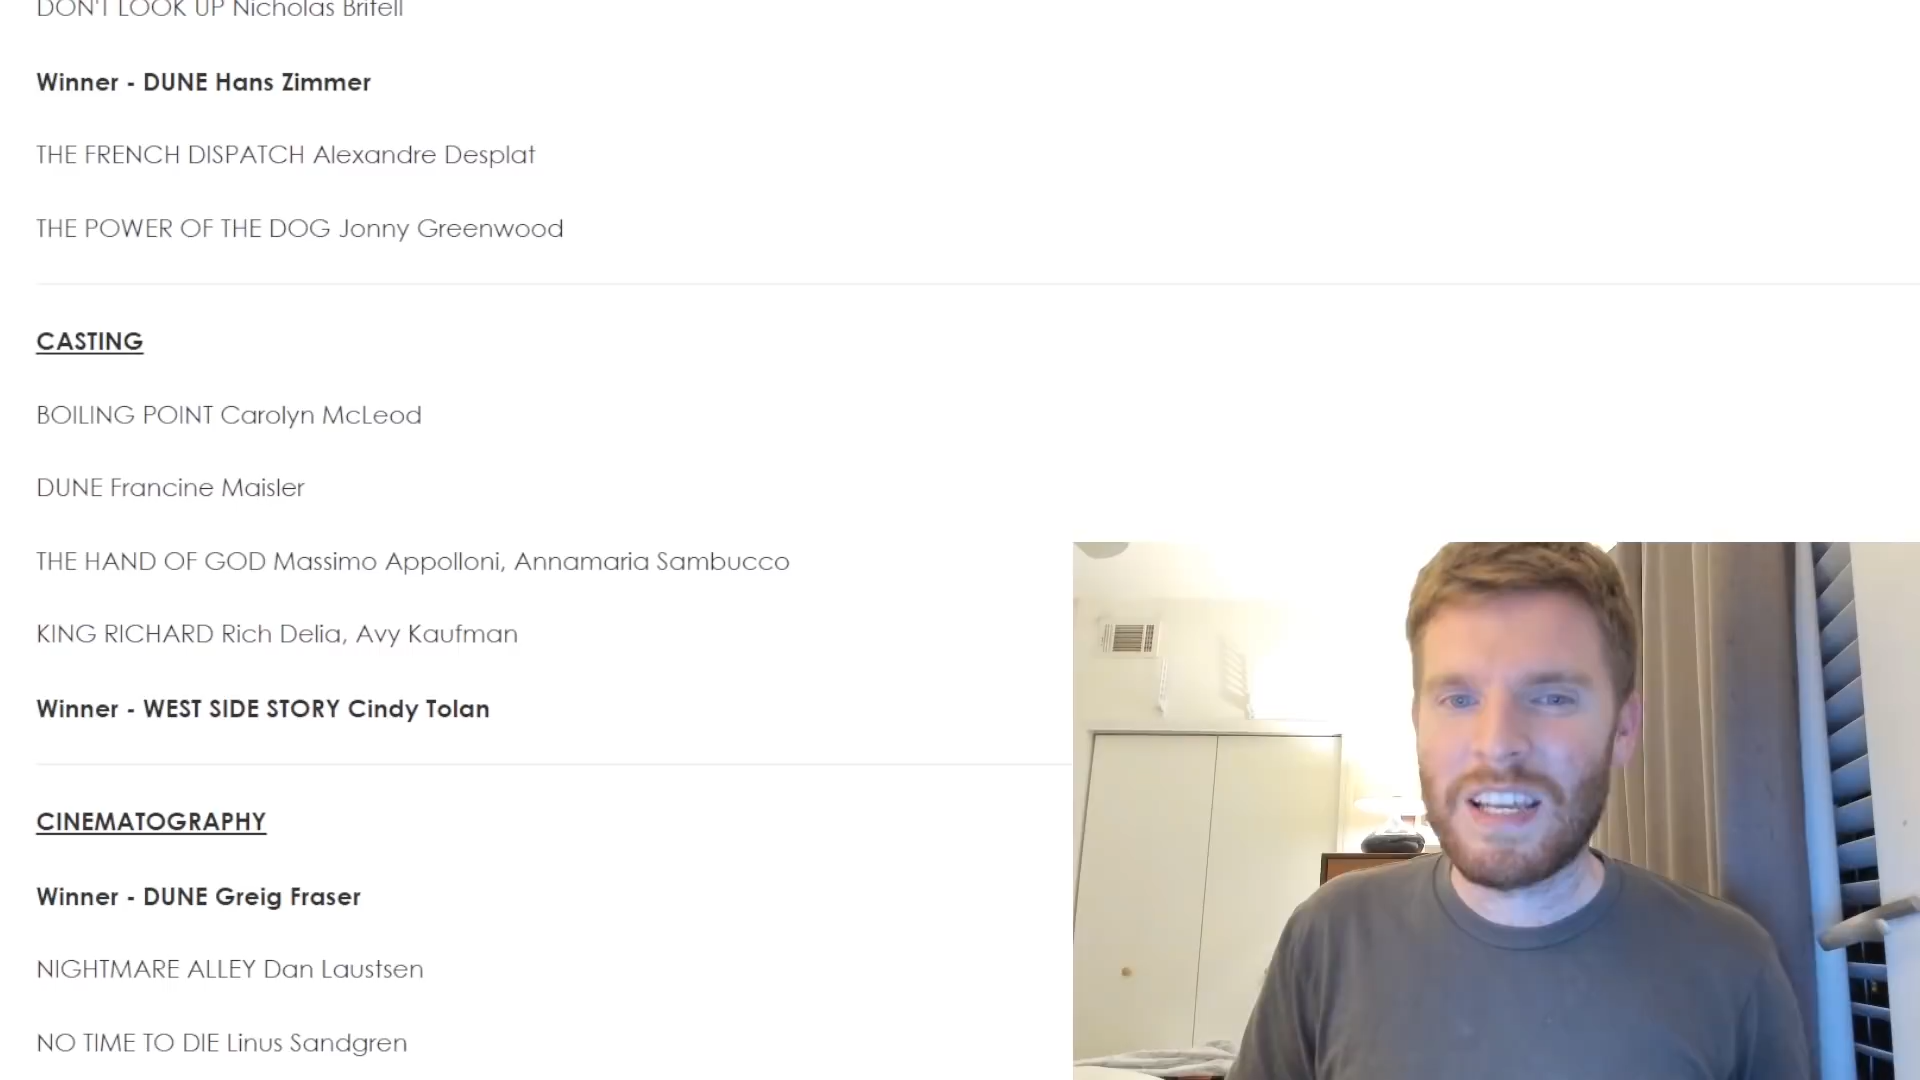 DON'T LOOK UP Nicholas Britell
Winner - DUNE Hans Zimmer
THE FRENCH DISPATCH Alexandre Desplat
THE POWER OF THE DOG Jonny Greenwood
CASTING
BOILING POINT Carolyn McLeod
DUNE Francine Maisler
THE HAND OF GOD Massimo Appolloni, Annamaria Sambucco
KING RICHARD Rich Delia, Avy Kaufman
Winner - WEST SIDE STORY Cindy Tolan
CINEMATOGRAPHY
Winner - DUNE Greig Fraser
NIGHTMARE ALLEY Dan Laustsen
NO TIME TO DIE Linus Sandgren